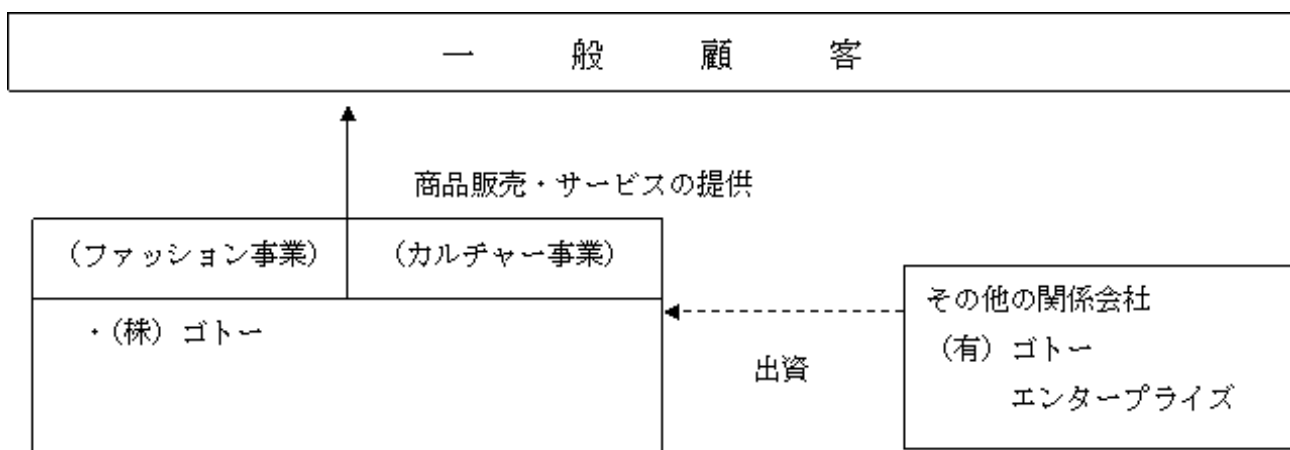 一般顧客
商品販売・サービスの提供
(ファッション事業)
(カルチャー事業)
・(株) ゴトー
出資
その他の関係会社
(有) ゴトー
エンタープライズ